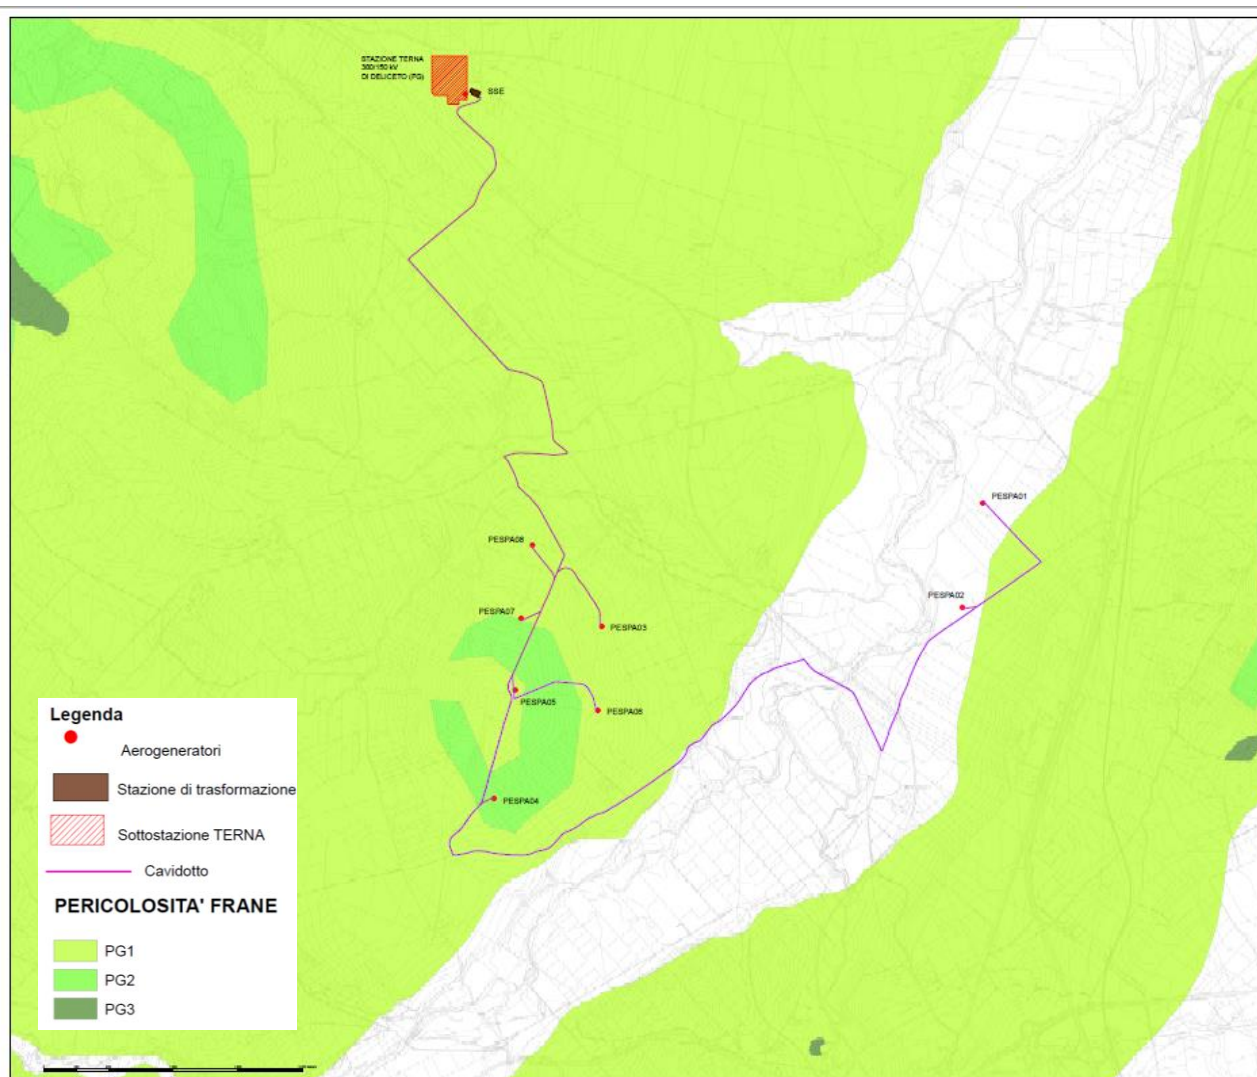 STAZIONE TERNA
380/150 kV
DI DELICETO (FG)
SSE
PESPA01
PESPA08
PESPA02
PESPA07
PESPA03
PESPA05
PESPA06
PESPA04
Legenda
Aerogeneratori
Stazione di trasformazione
Sottostazione TERNA
Cavidotto
PERICOLOSITA' FRANE
PG1
PG2
PG3